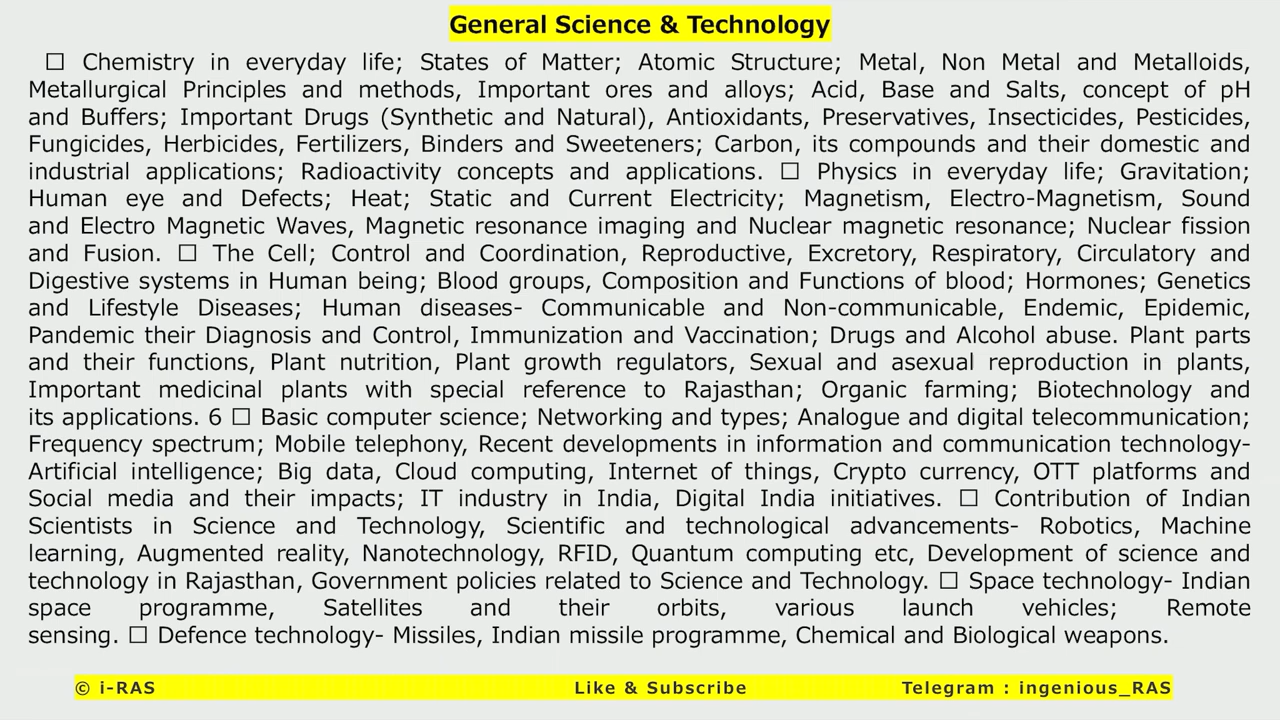 General Science & Technology
☐ Chemistry in everyday life; States of Matter; Atomic Structure; Metal, Non Metal and Metalloids,
Metallurgical Principles and methods, Important ores and alloys; Acid, Base and Salts, concept of pH
and Buffers; Important Drugs (Synthetic and Natural), Antioxidants, Preservatives, Insecticides, Pesticides,
Fungicides, Herbicides, Fertilizers, Binders and Sweeteners; Carbon, its compounds and their domestic and
industrial applications; Radioactivity concepts and applications. ☐ Physics in everyday life; Gravitation;
Human eye and Defects; Heat; Static and Current Electricity; Magnetism, Electro-Magnetism, Sound
and Electro Magnetic Waves, Magnetic resonance imaging and Nuclear magnetic resonance; Nuclear fission
and Fusion. ☐ The Cell; Control and Coordination, Reproductive, Excretory, Respiratory, Circulatory and
Digestive systems in Human being; Blood groups, Composition and Functions of blood; Hormones; Genetics
and Lifestyle Diseases; Human diseases- Communicable and Non-communicable, Endemic, Epidemic,
Pandemic their Diagnosis and Control, Immunization and Vaccination; Drugs and Alcohol abuse. Plant parts
and their functions, Plant nutrition, Plant growth regulators, Sexual and asexual reproduction in plants,
Important medicinal plants with special reference to Rajasthan; Organic farming; Biotechnology and
its applications. 6 ☐ Basic computer science; Networking and types; Analogue and digital telecommunication;
Frequency spectrum; Mobile telephony, Recent developments in information and communication technology-
Artificial intelligence; Big data, Cloud computing, Internet of things, Crypto currency, OTT platforms and
Social media and their impacts; IT industry in India, Digital India initiatives. ☐ Contribution of Indian
Scientists in Science and Technology, Scientific and technological advancements- Robotics, Machine
learning, Augmented reality, Nanotechnology, RFID, Quantum computing etc, Development of science and
technology in Rajasthan, Government policies related to Science and Technology. ☐ Space technology- Indian
space programme, Satellites and their orbits, various launch vehicles; Remote
sensing. ☐ Defence technology- Missiles, Indian missile programme, Chemical and Biological weapons.
© i-RAS Like & Subscribe Telegram : ingenious_RAS